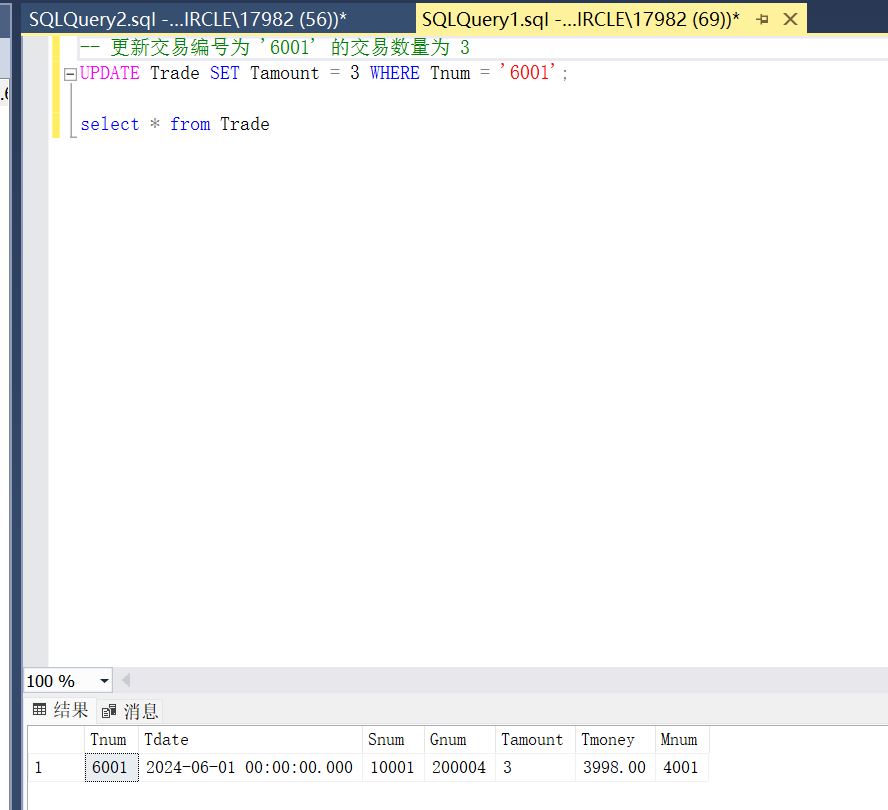 SQLQuery2.sql -...IRCLE\17982 (56))* SQLQuery1.sql -...IRCLE\17982 (69))*
-- 更新交易编号为 '6001' 的交易数量为 3
UPDATE Trade SET Tamount = 3 WHERE Tnum = '6001';
select * from Trade
100 %
结果 消息
Tnum Tdate Snum Gnum Tamount Tmoney Mnum
1 6001 2024-06-01 00:00:00.000 10001 200004 3 3998.00 4001